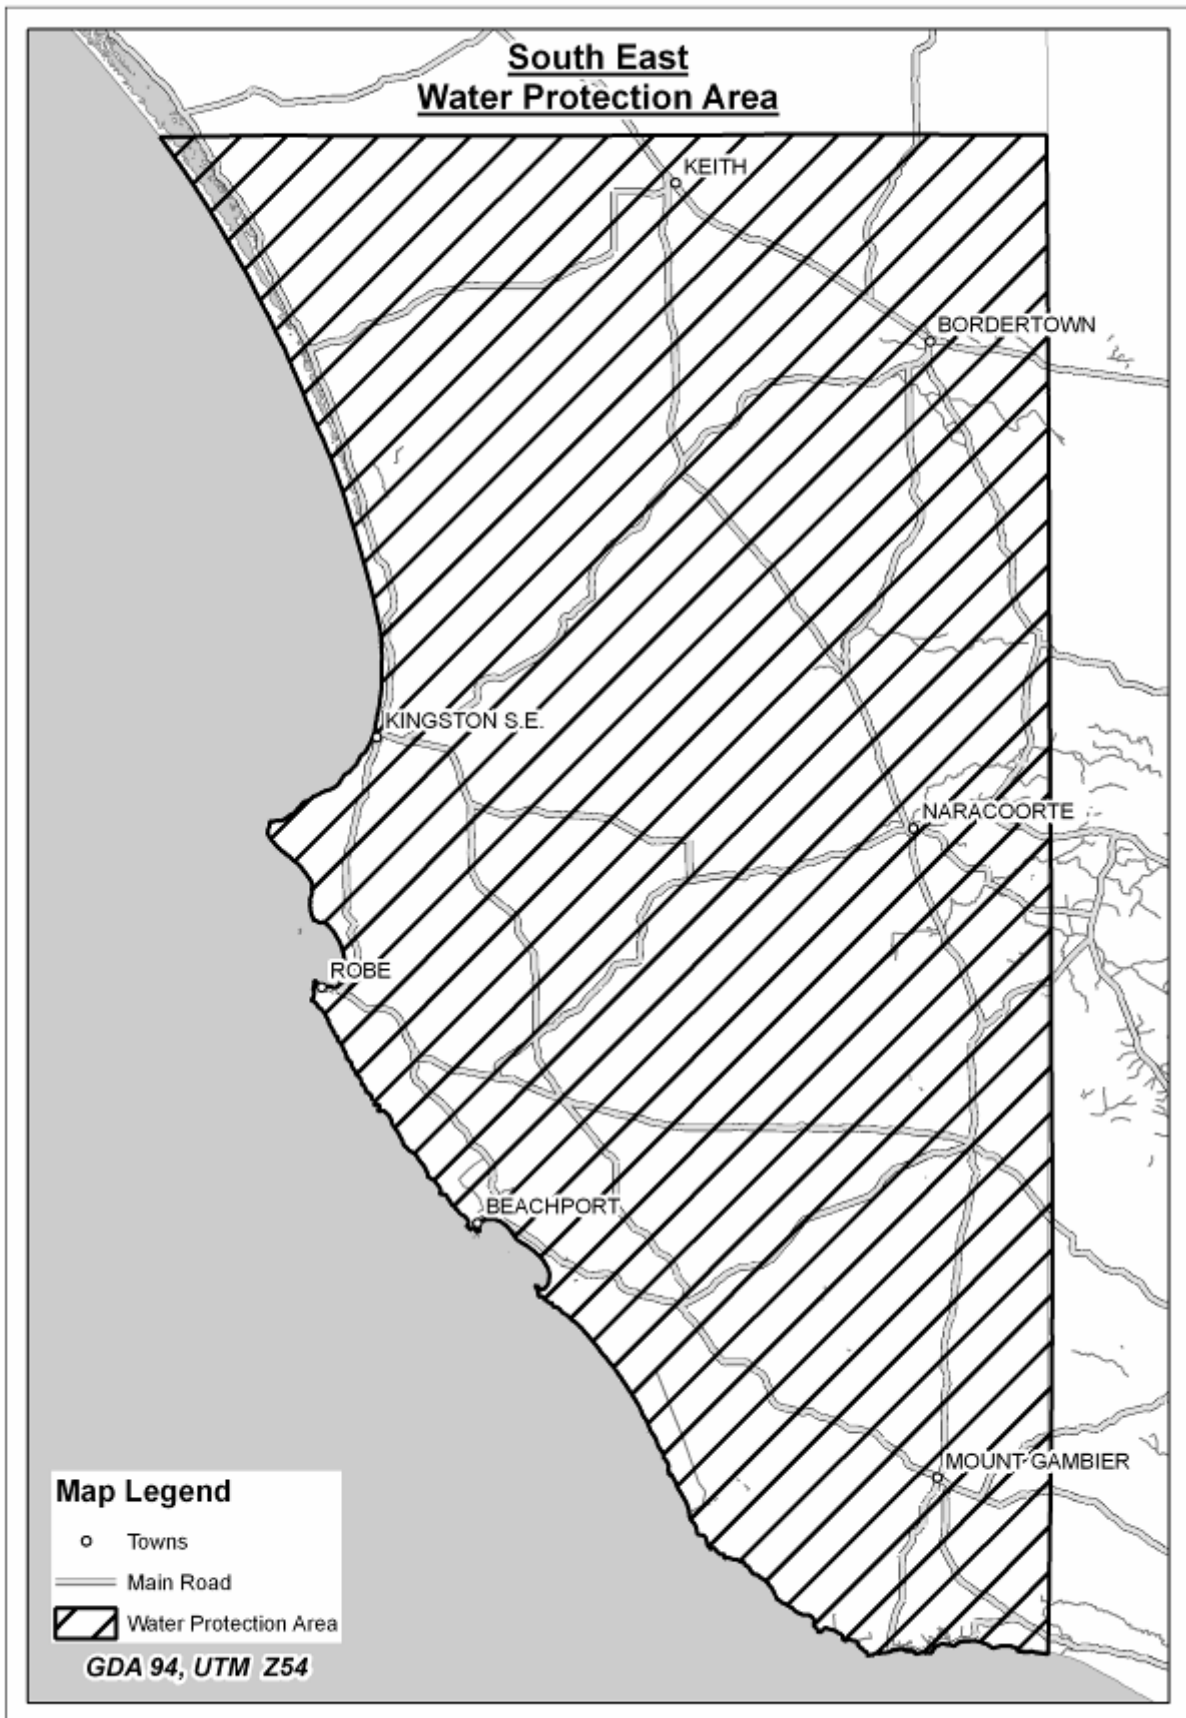 South East
Water Protection Area
KEITH
BORDERTOWN
KINGSTON S.E.
NARACOORTE
ROBE
BEACHPORT
MOUNT GAMBIER
Map Legend
Towns
Main Road
Water Protection Area
GDA 94, UTM Z54